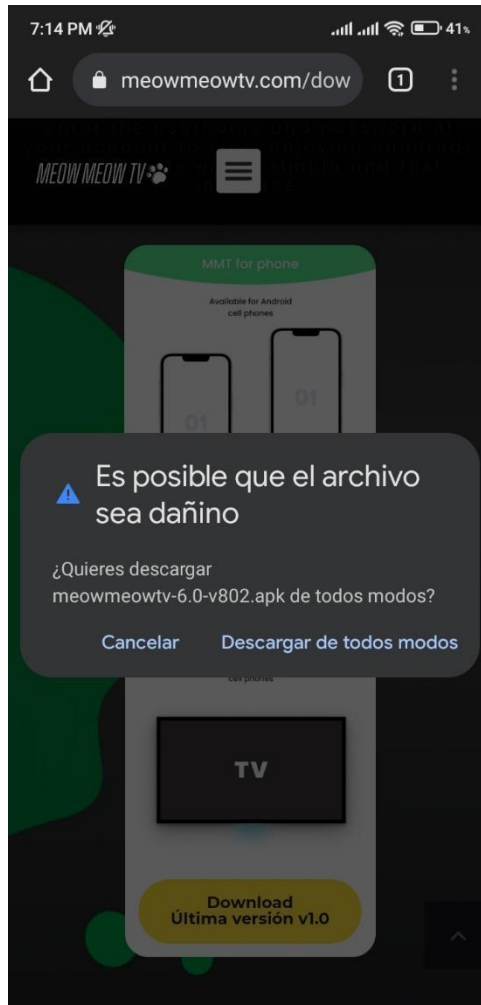 7:14 PM
41%
meowmeowtv.com/dow
1
MEOW MEOW TV
MMT for phone
Available for Android
cell phones
01
01
Es posible que el archivo
sea dañino
¿Quieres descargar
meowmeowtv-6.0-v802.apk de todos modos?
Cancelar
Descargar de todos modos
cell phones
TV
Download
Última versión v1.0